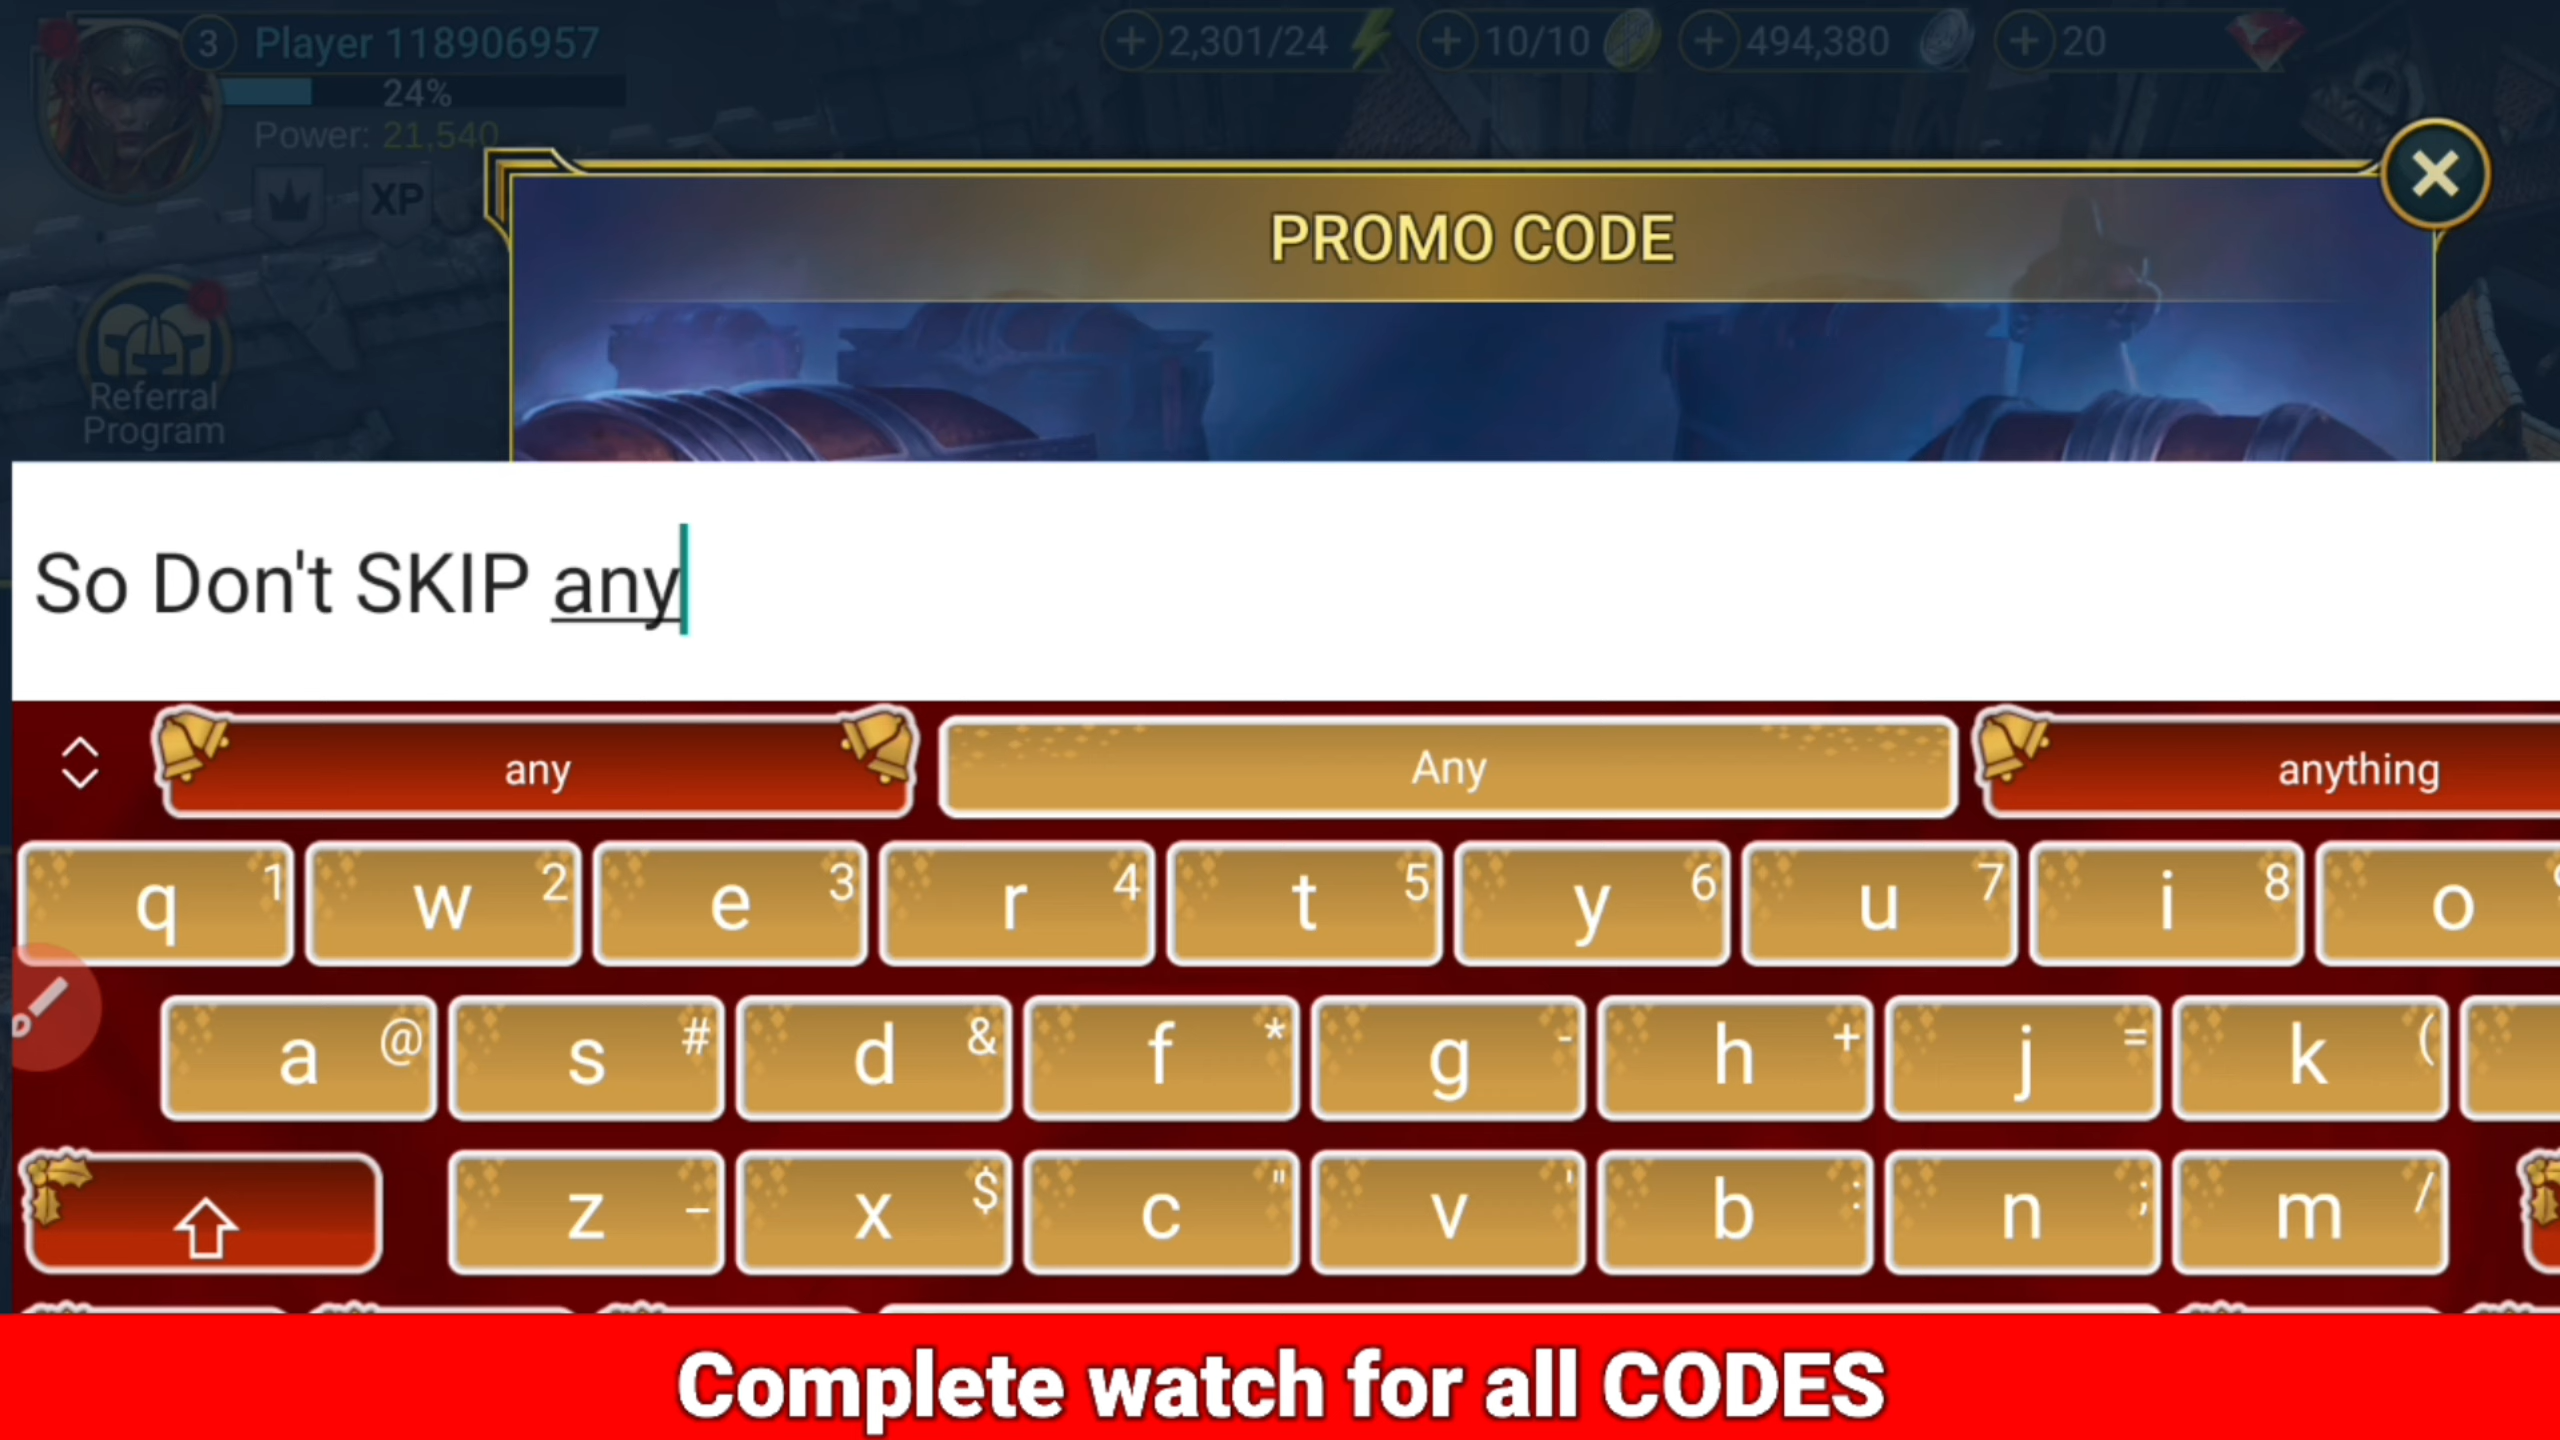 3 Player 118906957
24%
Power: 21,540
XP
2,301/24
10/10
494,380
20
Referral
Program
PROMO CODE
So Don't SKIP any
any Any anything
q 1 w 2 e 3 r 4 t 5 y 6 u 7 i 8 o
a @ s # d & f * g - h + j = k (
z _ x $ c " v ' b : n ; m /
Complete watch for all CODES